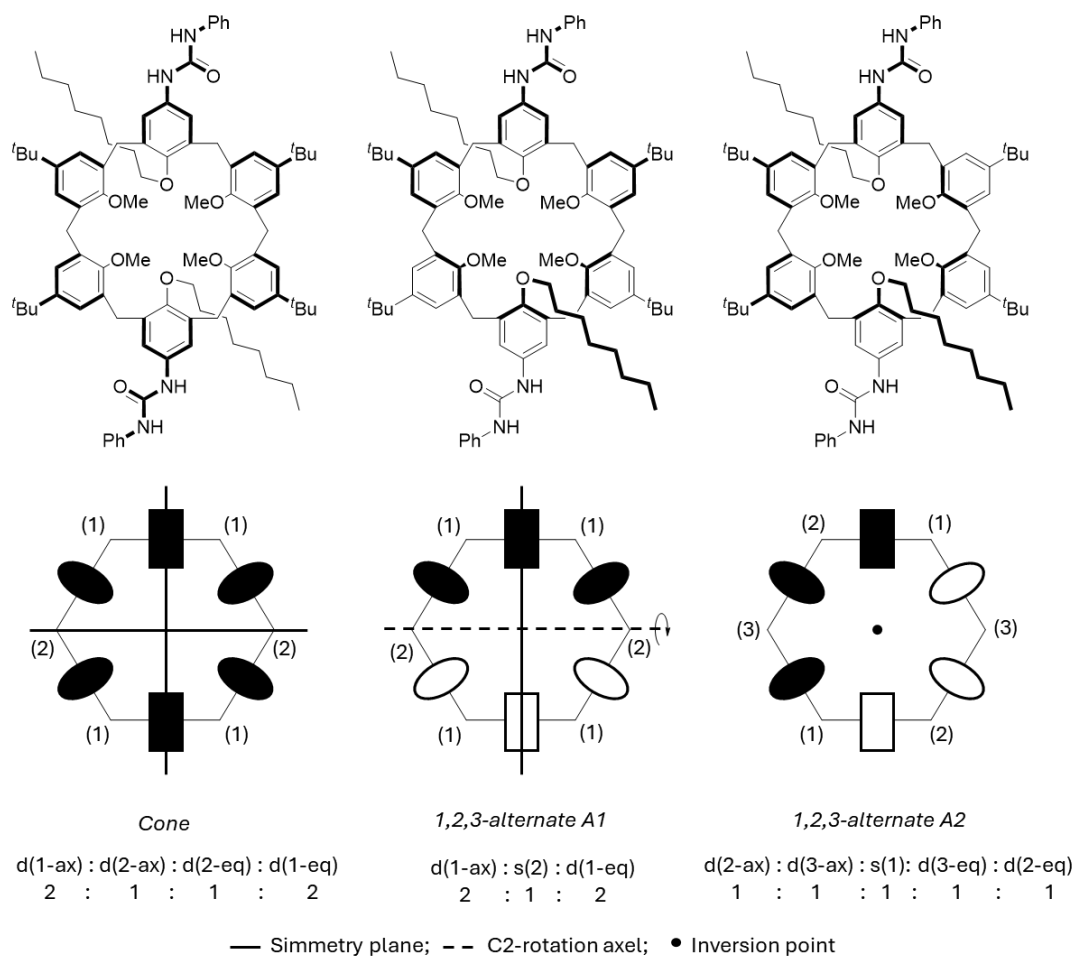 Ph
HN
HN
O
tBu
tBu
O
OMe
MeO
OMe
MeO
O
tBu
tBu
O
NH
Ph
NH
Ph
HN
HN
O
tBu
tBu
O
OMe
MeO
OMe
MeO
O
tBu
tBu
O
NH
NH
Ph
Ph
HN
HN
O
tBu
tBu
O
OMe
MeO
OMe
MeO
O
tBu
tBu
O
NH
NH
Ph
(1) (1)
(2) (2)
(1) (1)
Cone
d(1-ax) : d(2-ax) : d(2-eq) : d(1-eq)
2 : 1 : 1 : 2
(1) (1)
(2) (2)
(1) (1)
1,2,3-alternate A1
d(1-ax) : s(2) : d(1-eq)
2 : 1 : 2
(2) (1)
(3) (3)
(1) (2)
1,2,3-alternate A2
d(2-ax) : d(3-ax) : s(1): d(3-eq) : d(2-eq)
1 : 1 : 1 : 1 : 1
Simmetry plane; C2-rotation axel; Inversion point